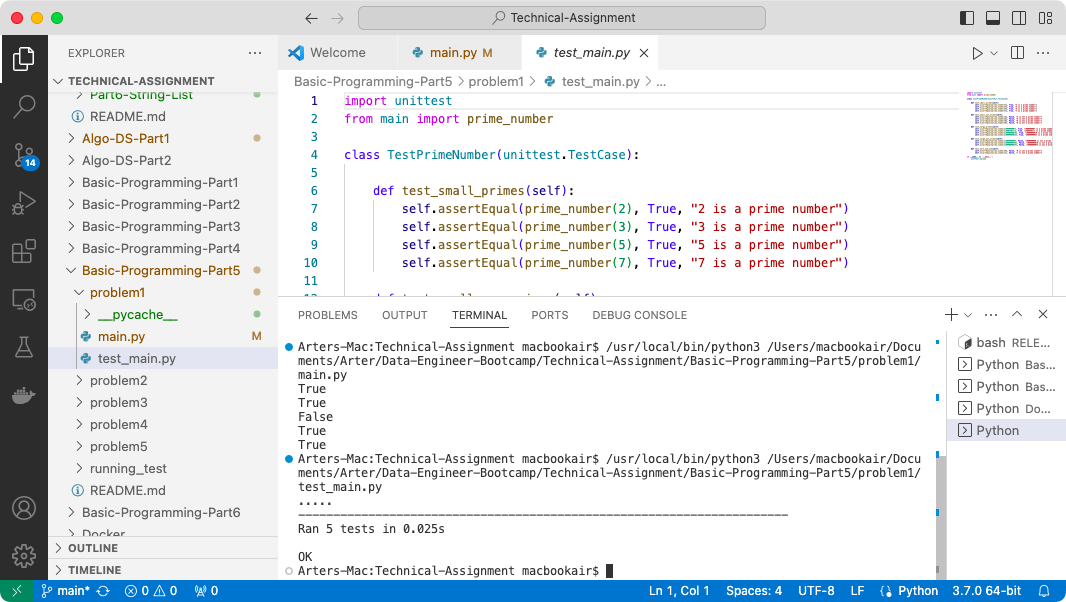 Technical-Assignment
EXPLORER
TECHNICAL-ASSIGNMENT
Part6-String-List
README.md
Algo-DS-Part1
Algo-DS-Part2
Basic-Programming-Part1
Basic-Programming-Part2
Basic-Programming-Part3
Basic-Programming-Part4
Basic-Programming-Part5
problem1
__pycache__
main.py M
test_main.py
problem2
problem3
problem4
problem5
running_test
README.md
Basic-Programming-Part6
Docker
OUTLINE
TIMELINE
14
Welcome main.py M test_main.py
Basic-Programming-Part5 > problem1 > test_main.py > ...
1 import unittest
2 from main import prime_number
3
4 class TestPrimeNumber(unittest.TestCase):
5
6 def test_small_primes(self):
7 self.assertEqual(prime_number(2), True, "2 is a prime number")
8 self.assertEqual(prime_number(3), True, "3 is a prime number")
9 self.assertEqual(prime_number(5), True, "5 is a prime number")
10 self.assertEqual(prime_number(7), True, "7 is a prime number")
11
PROBLEMS OUTPUT TERMINAL PORTS DEBUG CONSOLE
Arters-Mac:Technical-Assignment macbookair$ /usr/local/bin/python3 /Users/macbookair/Docu
ments/Arter/Data-Engineer-Bootcamp/Technical-Assignment/Basic-Programming-Part5/problem1/
main.py
True
True
False
True
True
Arters-Mac:Technical-Assignment macbookair$ /usr/local/bin/python3 /Users/macbookair/Docu
ments/Arter/Data-Engineer-Bootcamp/Technical-Assignment/Basic-Programming-Part5/problem1/
test_main.py
.....
----------------------------------------------------------------------
Ran 5 tests in 0.025s

OK
Arters-Mac:Technical-Assignment macbookair$
bash RELE...
Python Bas...
Python Bas...
Python Do...
Python
main* 0 0 0 Ln 1, Col 1 Spaces: 4 UTF-8 LF Python 3.7.0 64-bit